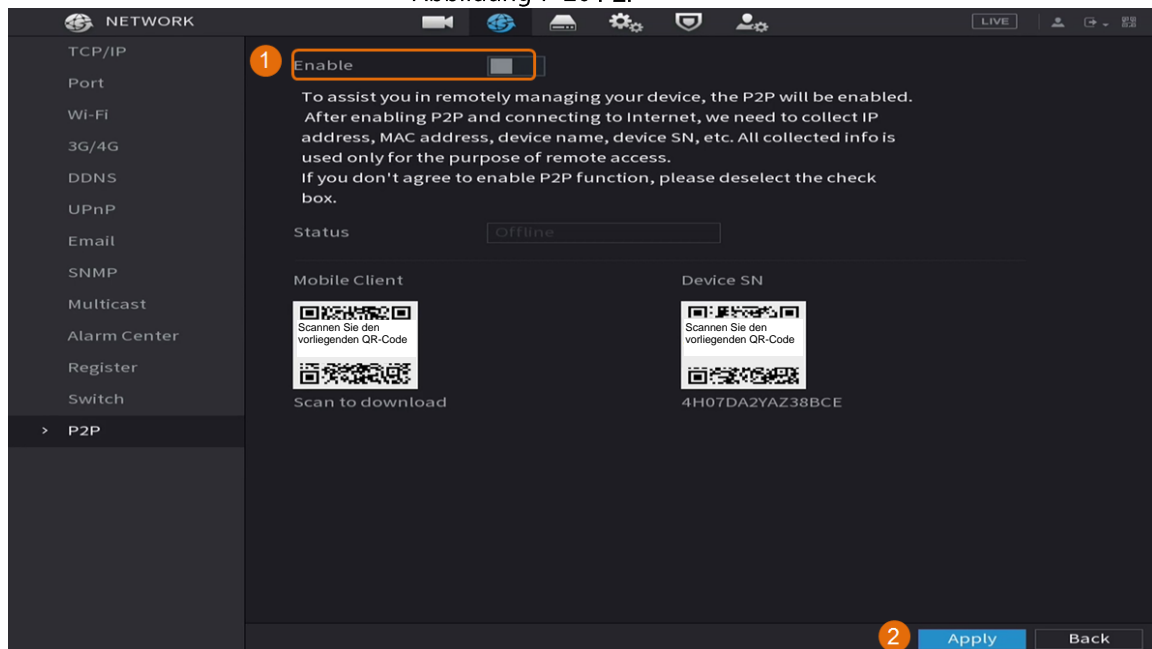 NETWORK
LIVE
TCP/IP
Port
Wi-Fi
3G/4G
DDNS
UPnP
Email
SNMP
Multicast
Alarm Center
Register
Switch
> P2P
1
Enable
To assist you in remotely managing your device, the P2P will be enabled.
After enabling P2P and connecting to Internet, we need to collect IP
address, MAC address, device name, device SN, etc. All collected info is
used only for the purpose of remote access.
If you don't agree to enable P2P function, please deselect the check
box.
Status
Offline
Mobile Client
Scannen Sie den
vorliegenden QR-Code
Scan to download
Device SN
Scannen Sie den
vorliegenden QR-Code
4H07DA2YAZ38BCE
2
Apply
Back